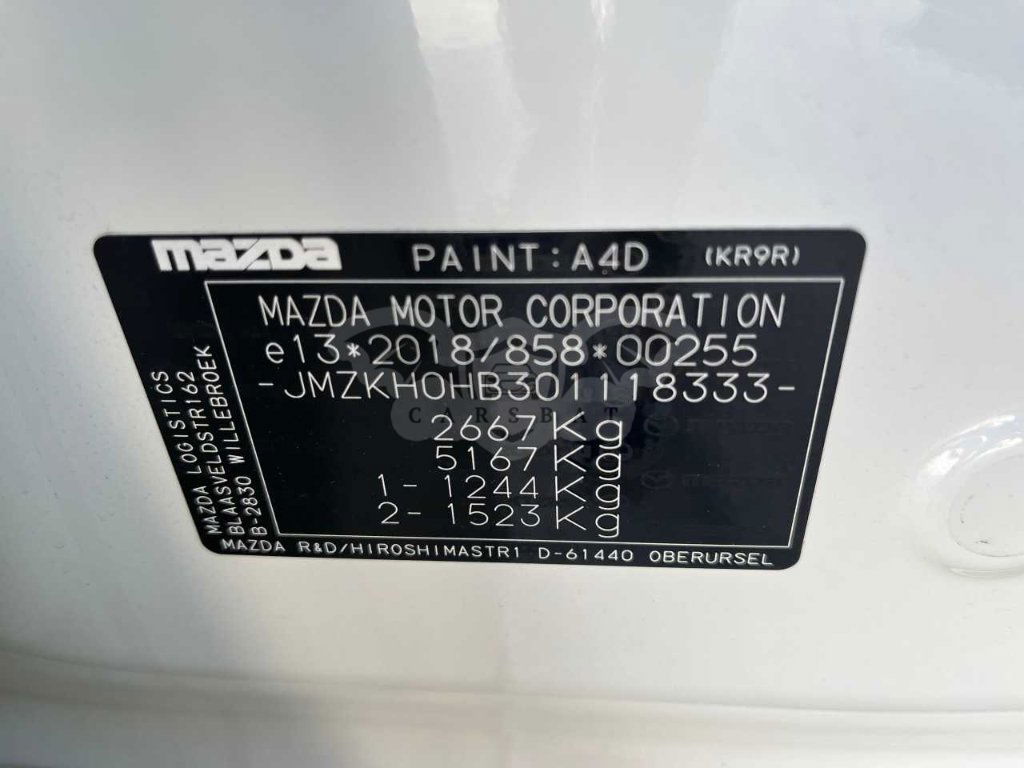 mazda PAINT:A4D (KR9R)
MAZDA MOTOR CORPORATION
e13*2018/858*00255
-JMZKH0HB301118333-
CARSBAT
2667Kg
5167Kg
1-1244Kg
2-1523Kg
MAZDA LOGISTICS
BLAASVELDSTR162
B-2830 WILLEBROEK
MAZDA R&D/HIROSHIMASTR1 D-61440 OBERURSEL